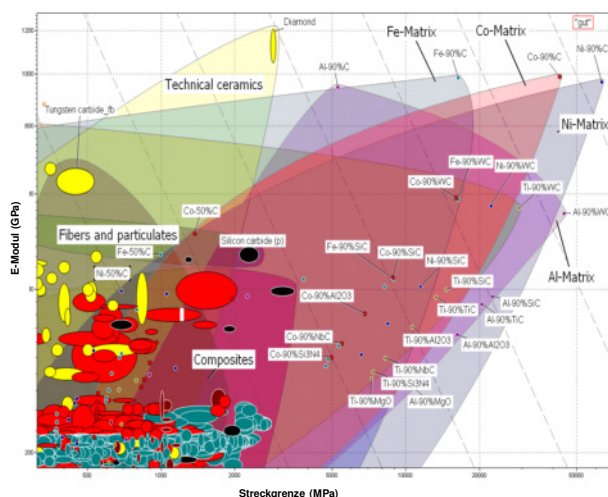 "gut"
Diamond
Fe-Matrix
Co-Matrix
Ni-90%C
Fe-90%C
Co-90%C
Al-90%C
1200
1000
Technical ceramics
Tungsten carbide_fb
Ni-Matrix
Fe-90%WC
Ni-90%WC
Co-90%WC
Ti-90%WC
Al-90%WC
Co-50%C
Fibers and particulates
Silicon carbide (p)
Fe-50%C
Fe-90%SiC
Co-90%SiC
Ni-90%SiC
Ni-50%C
Al-Matrix
Ti-90%SiC
Co-90%Al2O3
Al-90%SiC
Ti-90%TiC
Al-90%TiC
Ti-90%Al2O3
Co-90%NbC
Al-90%Al2O3
Co-90%Si3N4
Composites
Ti-90%NbC
Ti-90%Si3N4
Ti-90%MgO
Al-90%MgO
200
E-Modul (GPa)
500
1000
2000
5000
10000
20000
50000
Streckgrenze (MPa)